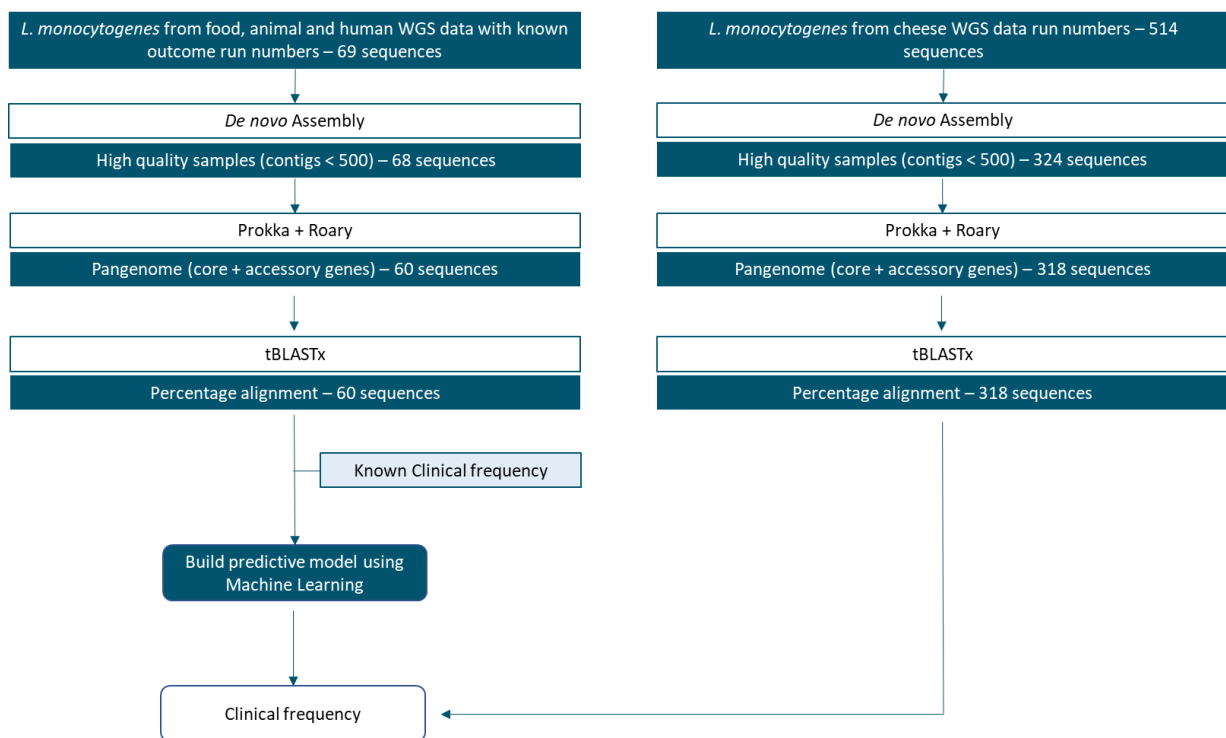 L. monocytogenes from food, animal and human WGS data with known
outcome run numbers – 69 sequences
De novo Assembly
High quality samples (contigs < 500) – 68 sequences
Prokka + Roary
Pangenome (core + accessory genes) – 60 sequences
tBLASTx
Percentage alignment – 60 sequences
Known Clinical frequency
Build predictive model using
Machine Learning
Clinical frequency
L. monocytogenes from cheese WGS data run numbers – 514
sequences
De novo Assembly
High quality samples (contigs < 500) – 324 sequences
Prokka + Roary
Pangenome (core + accessory genes) – 318 sequences
tBLASTx
Percentage alignment – 318 sequences